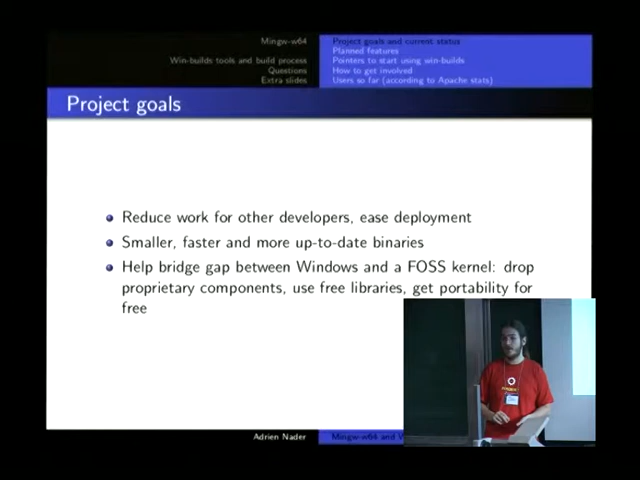 Mingw-w64
Win-builds tools and build process
Questions
Extra slides
Project goals and current status
Planned features
Pointers to start using win-builds
How to get involved
Users so far (according to Apache stats)
Project goals
Reduce work for other developers, ease deployment
Smaller, faster and more up-to-date binaries
Help bridge gap between Windows and a FOSS kernel: drop
proprietary components, use free libraries, get portability for
free
Adrien Nader
Mingw-w64 and